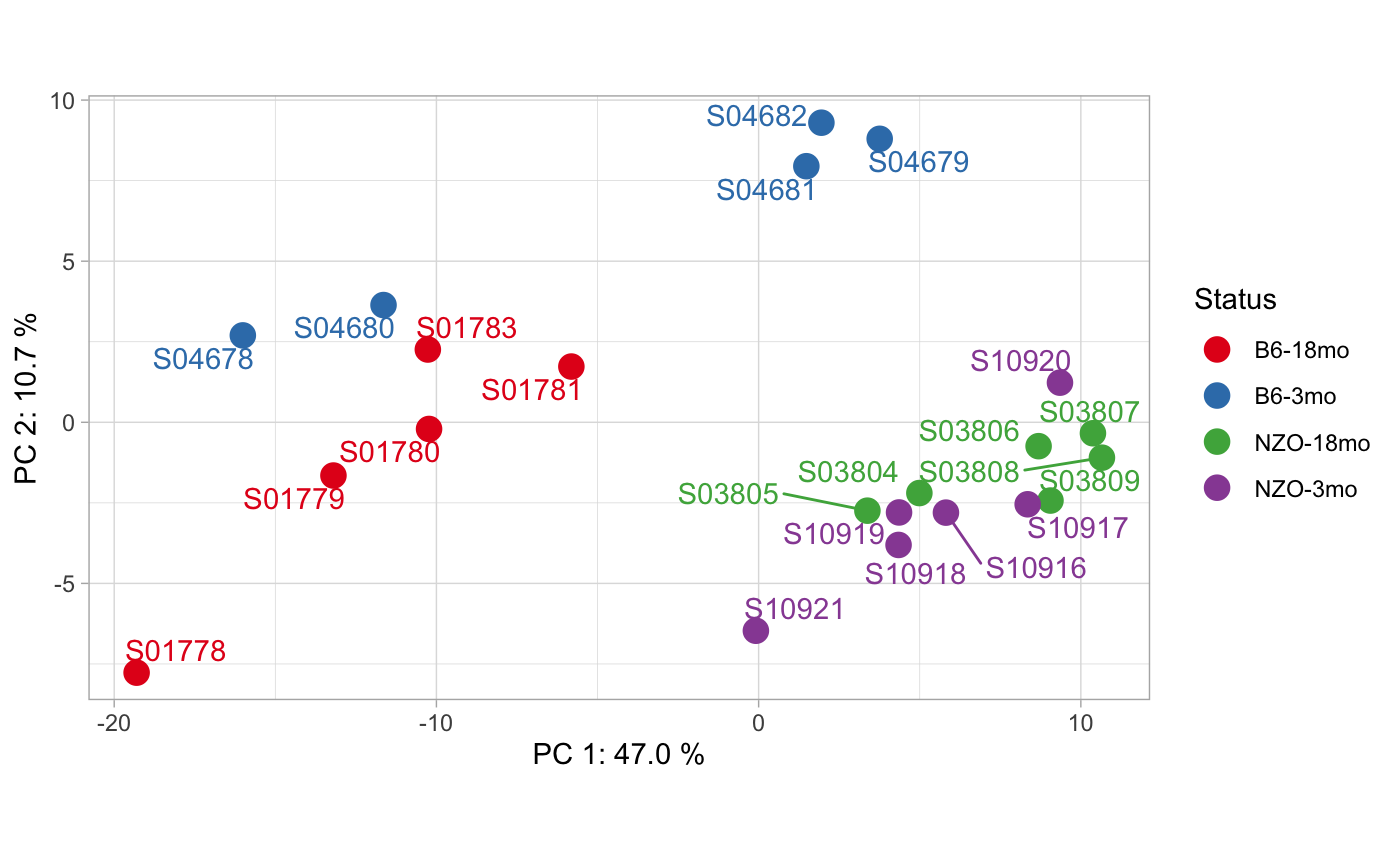 10
5
0
-5
PC 2: 10.7 %
S04682
S04679
S04681
S04680
S04678
S01783
S01781
S01780
S01779
S01778
S10920
S03807
S03806
S03804
S03808
S03809
S03805
S10919
S10917
S10918
S10916
S10921
-20
-10
0
10
PC 1: 47.0 %
Status
B6-18mo
B6-3mo
NZO-18mo
NZO-3mo